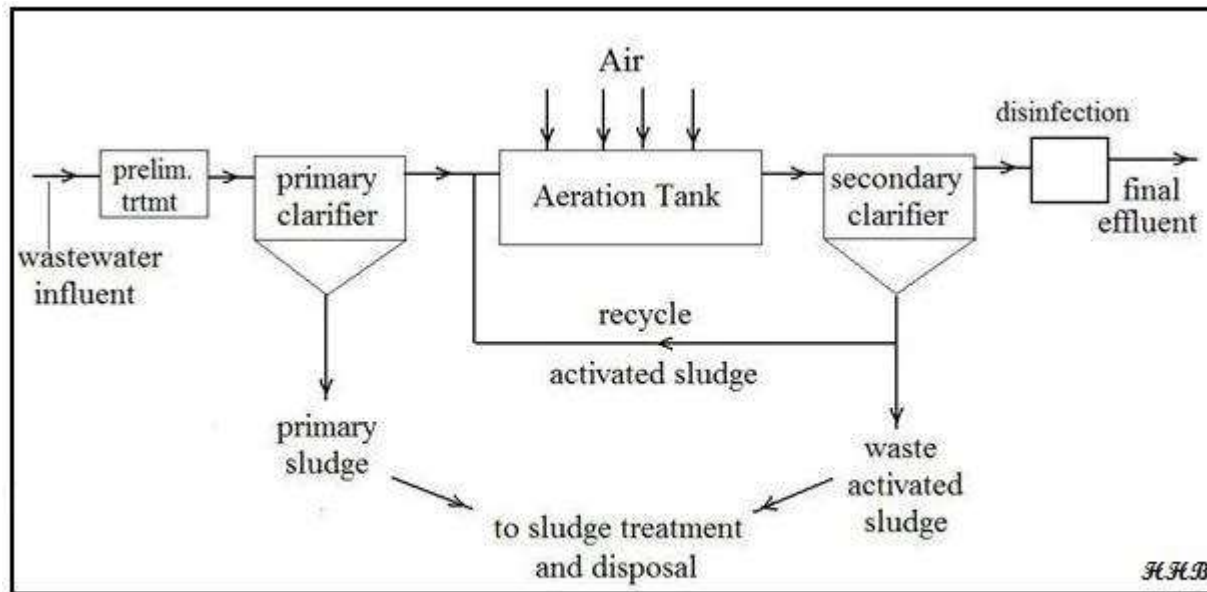 Air
disinfection
prelim.
trtmt
primary
clarifier
Aeration Tank
secondary
clarifier
final
effluent
wastewater
influent
recycle
activated sludge
primary
sludge
waste
activated
sludge
to sludge treatment
and disposal
HHB